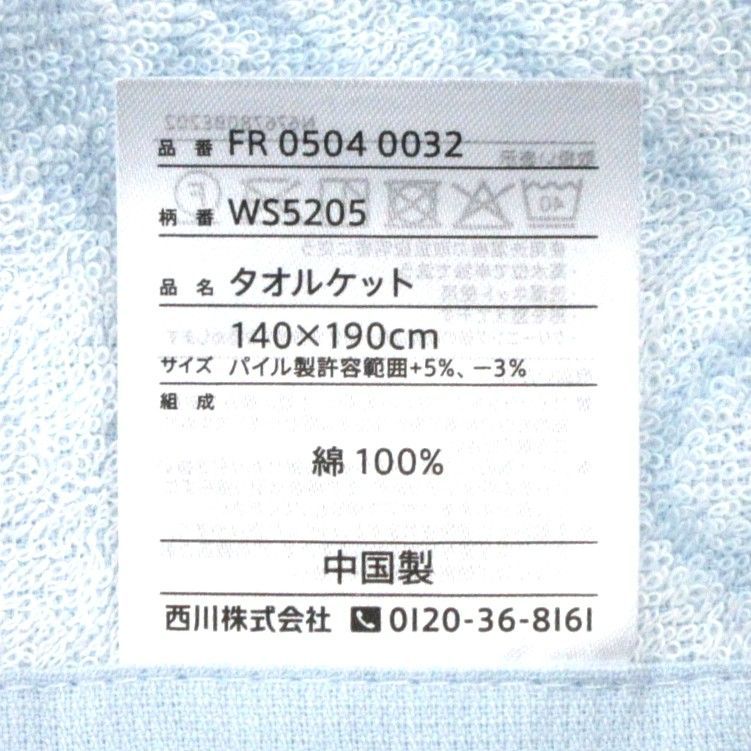 品番 FR 0504 0032
柄番 WS5205
品名 タオルケット
140×190cm
サイズ パイル製許容範囲+5%、－3%
組成
綿 100%
中国製
西川株式会社 0120-36-8161